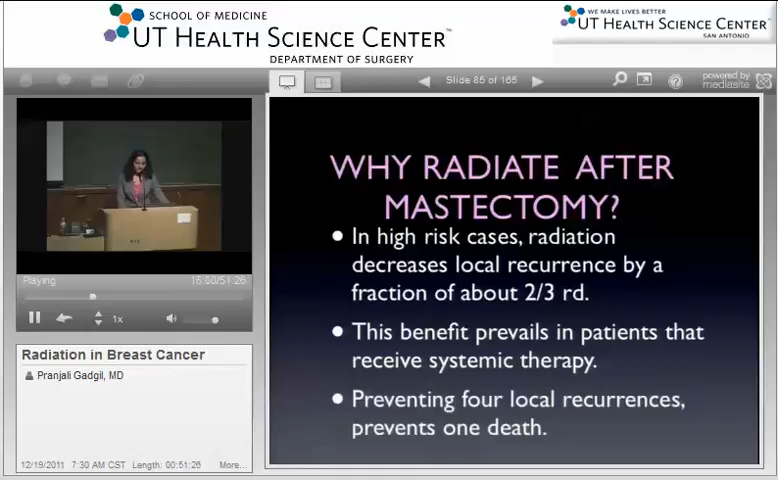 SCHOOL OF MEDICINE
UT HEALTH SCIENCE CENTER™
DEPARTMENT OF SURGERY
WE MAKE LIVES BETTER
UT HEALTH SCIENCE CENTER™
SAN ANTONIO
Slide 85 of 165
powered by
mediasite
WHY RADIATE AFTER
MASTECTOMY?
• In high risk cases, radiation
decreases local recurrence by a
fraction of about 2/3 rd.
• This benefit prevails in patients that
receive systemic therapy.
• Preventing four local recurrences,
prevents one death.
Playing
15:00/51:26
1x
Radiation in Breast Cancer
Pranjali Gadgil, MD
12/19/2011 7:30 AM CST Length: 00:51:26 More...